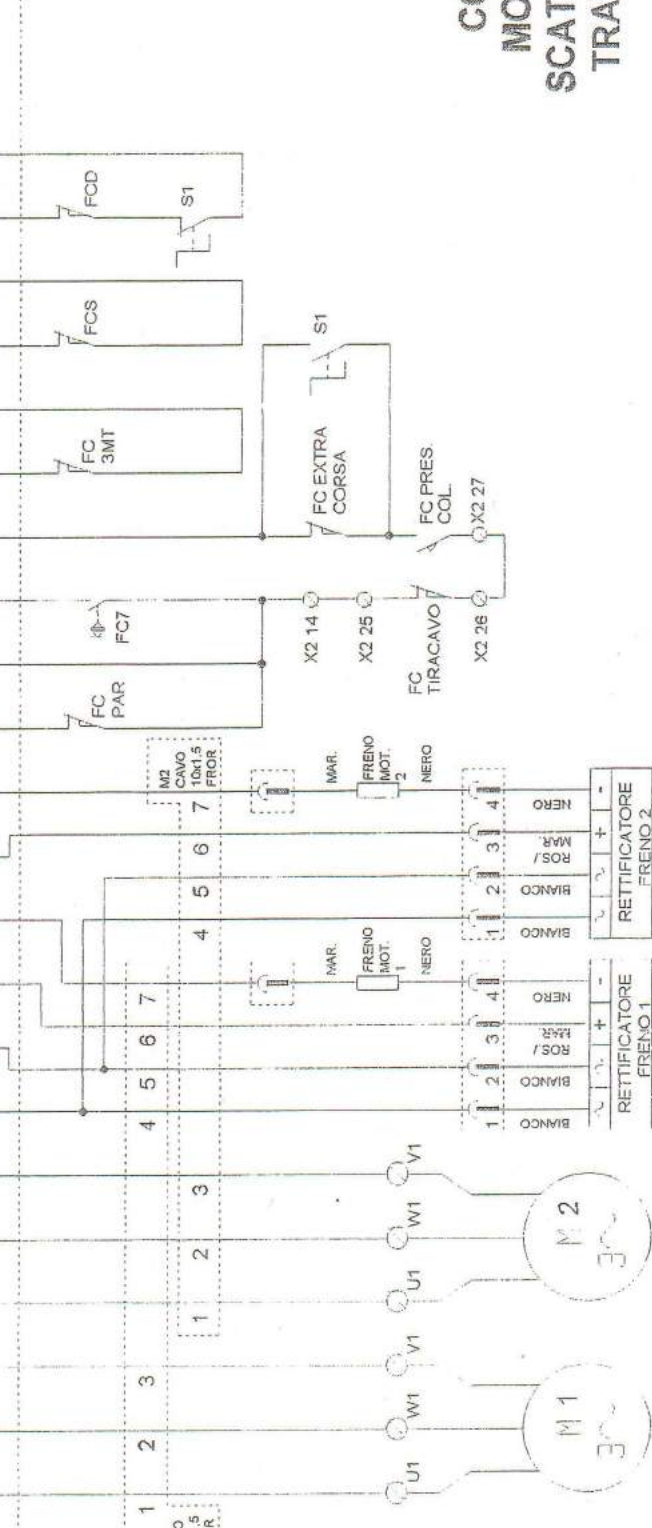 FCD
S1
FCS
FC
3MT
S1
FC EXTRA
CORSA
FC PRES.
COL.
X2 27
FC7
X2 14
X2 25
FC
TIRACAVO
X2 26
FC
PAR
M2
CAVO
10x1.5
FROR
7
6
5
4
MAR.
FRENO
MOT.
2
NERO
4
3
2
1
NERO
ROS./
MAR.
BIANCO
BIANCO
-
+
~
~
RETTIFICATORE
FRENO 2
7
6
5
4
MAR.
FRENO
MOT.
1
NERO
4
3
2
1
NERO
ROS./
MAR.
BIANCO
BIANCO
-
+
~
~
RETTIFICATORE
FRENO 1
3
2
1
V1
W1
U1
M 2
3~
3
2
1
V1
W1
U1
M 1
3~
MO
SCAT
TRA